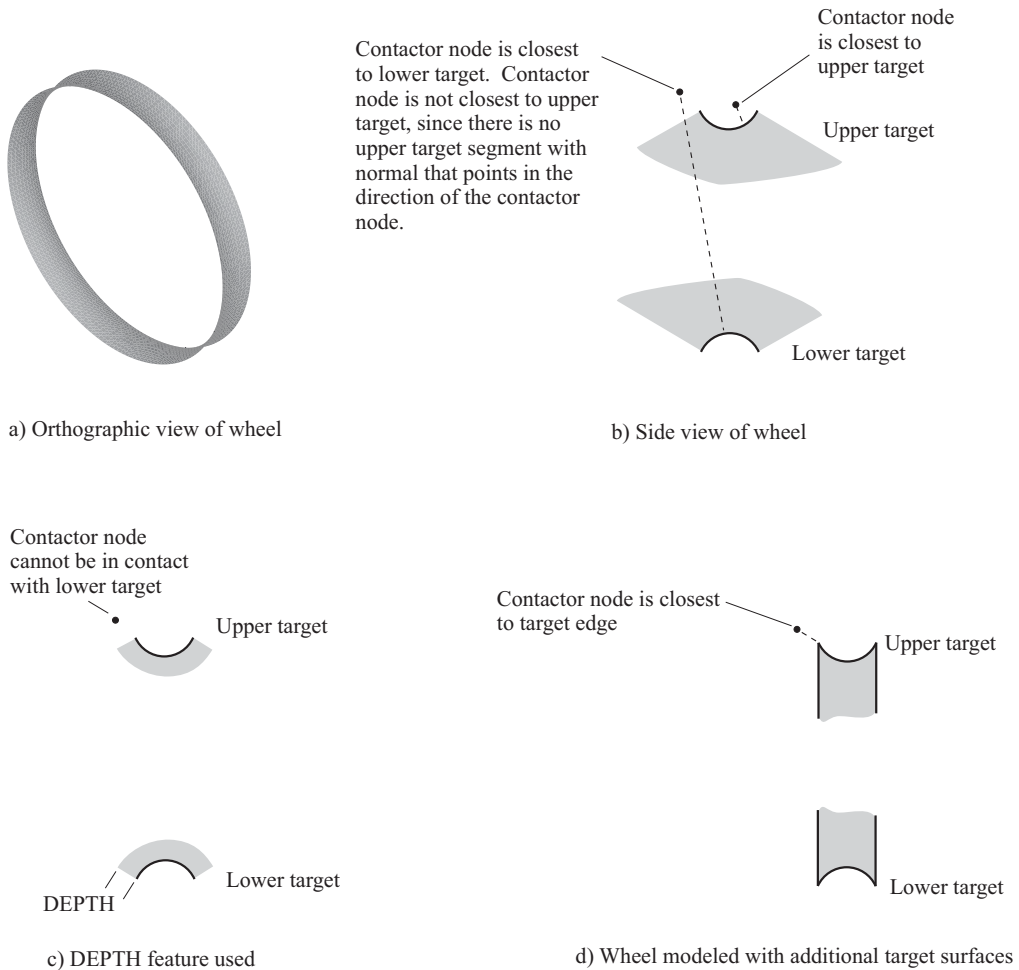 Contactor node is closest
to lower target. Contactor
node is not closest to upper
target, since there is no
upper target segment with
normal that points in the
direction of the contactor
node.
Contactor node
is closest to
upper target
Upper target
Lower target
a) Orthographic view of wheel
b) Side view of wheel
Contactor node
cannot be in contact
with lower target
Upper target
Lower target
DEPTH
c) DEPTH feature used
Contactor node is closest
to target edge
Upper target
Lower target
d) Wheel modeled with additional target surfaces